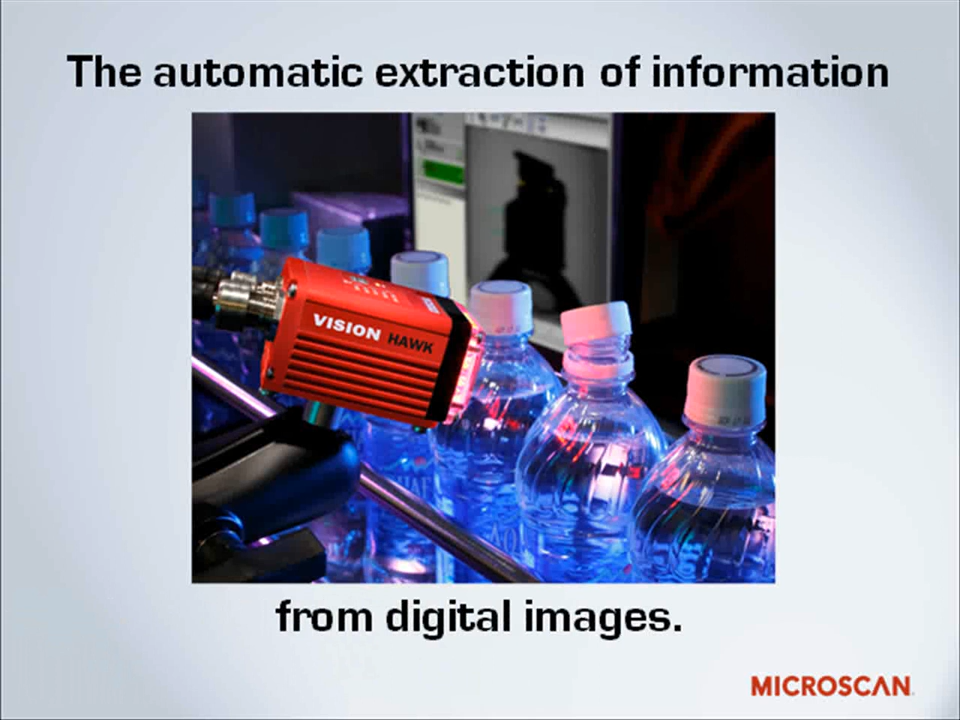 The automatic extraction of information
VISION HAWK
from digital images.
MICROSCAN